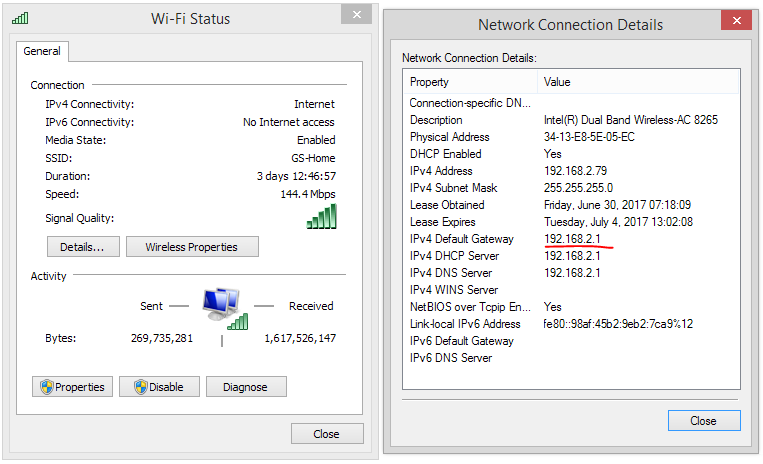 Wi-Fi Status
General
Connection
IPv4 Connectivity: Internet
IPv6 Connectivity: No Internet access
Media State: Enabled
SSID: GS-Home
Duration: 3 days 12:46:57
Speed: 144.4 Mbps
Signal Quality:
Details... Wireless Properties
Activity
Sent Received
Bytes: 269,735,281 1,617,526,147
Properties Disable Diagnose
Close
Network Connection Details
Network Connection Details:
Property Value
Connection-specific DN...
Description Intel(R) Dual Band Wireless-AC 8265
Physical Address 34-13-E8-5E-05-EC
DHCP Enabled Yes
IPv4 Address 192.168.2.79
IPv4 Subnet Mask 255.255.255.0
Lease Obtained Friday, June 30, 2017 07:18:09
Lease Expires Tuesday, July 4, 2017 13:02:08
IPv4 Default Gateway 192.168.2.1
IPv4 DHCP Server 192.168.2.1
IPv4 DNS Server 192.168.2.1
IPv4 WINS Server
NetBIOS over Tcpip En... Yes
Link-local IPv6 Address fe80::98af:45b2:9eb2:7ca9%12
IPv6 Default Gateway
IPv6 DNS Server
Close